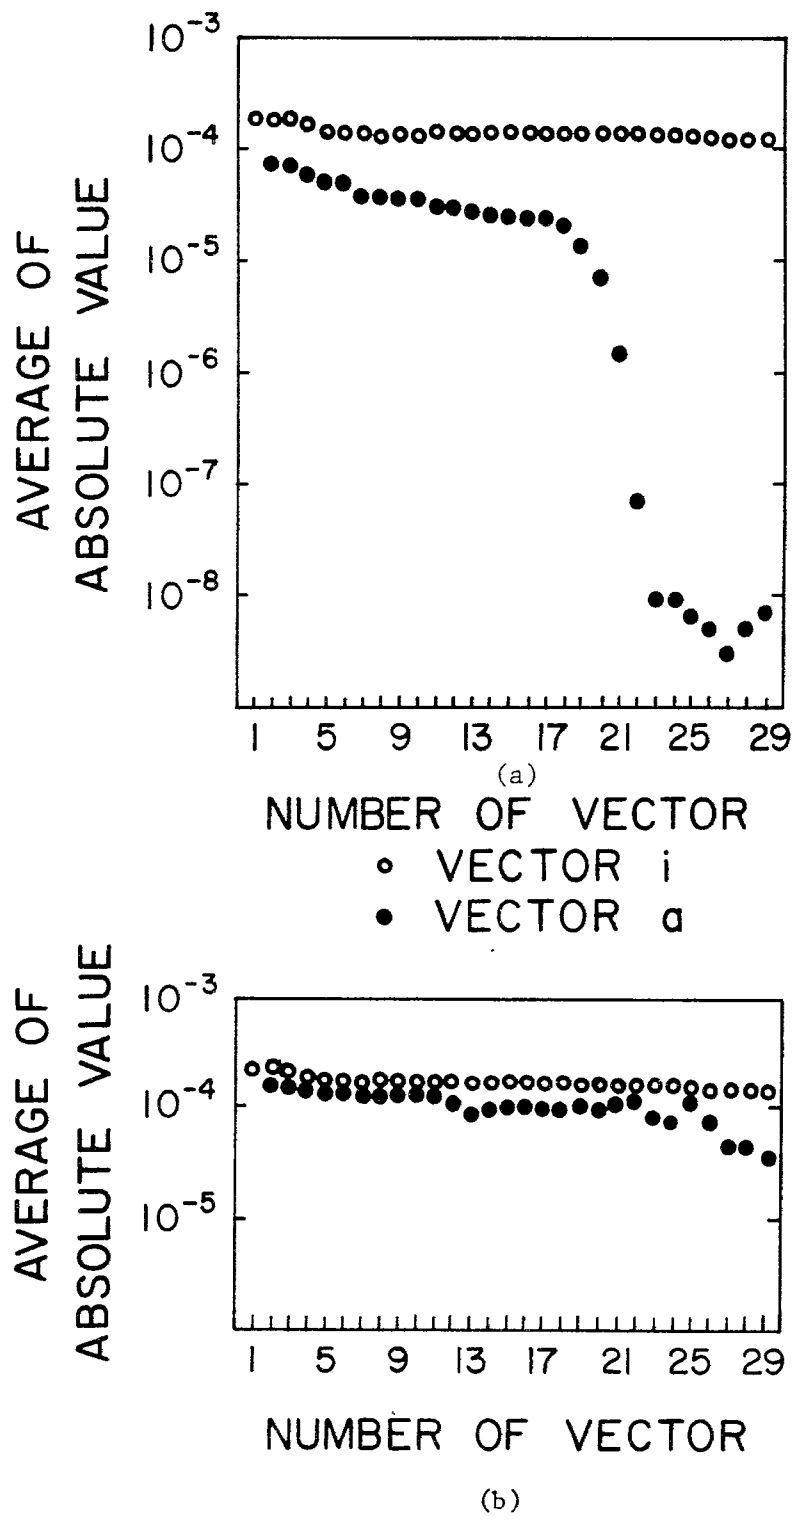 10⁻³
10⁻⁴
10⁻⁵
10⁻⁶
10⁻⁷
10⁻⁸
AVERAGE OF
ABSOLUTE VALUE
1 5 9 13 17 21 25 29
(a)
NUMBER OF VECTOR
VECTOR i
VECTOR a
10⁻³
10⁻⁴
10⁻⁵
AVERAGE OF
ABSOLUTE VALUE
1 5 9 13 17 21 25 29
NUMBER OF VECTOR
(b)